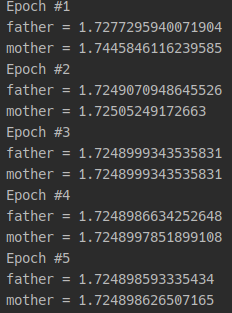 Epoch #1
father = 1.7277295940071904
mother = 1.7445846116239585
Epoch #2
father = 1.7249070948645526
mother = 1.72505249172663
Epoch #3
father = 1.7248999343535831
mother = 1.7248999343535831
Epoch #4
father = 1.7248986634252648
mother = 1.7248997851899108
Epoch #5
father = 1.724898593335434
mother = 1.724898626507165